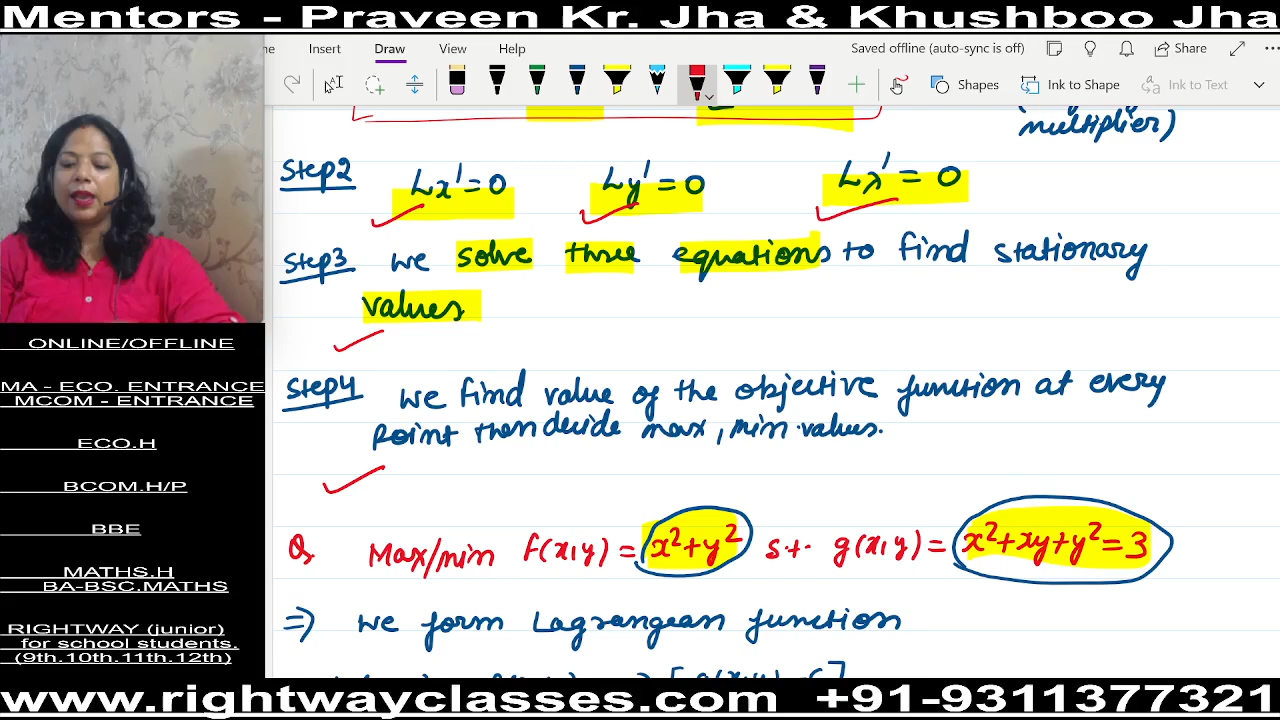 Mentors - Praveen Kr. Jha & Khushboo Jha
Insert Draw View Help
Saved offline (auto-sync is off) Share
Shapes Ink to Shape Ink to Text
multiplier)
Step2 Lx' = 0 Ly' = 0 Lλ' = 0
Step3 we solve three equations to find stationary
values
Step4 we find value of the objective function at every
point then decide max, min values.
Q Max/min f(x,y) = x²+y² s.t. g(x,y) = x²+xy+y²=3
⇒ we form Lagrangean function
ONLINE/OFFLINE
MA - ECO. ENTRANCE
MCOM - ENTRANCE
ECO.H
BCOM.H/P
BBE
MATHS.H
BA-BSC.MATHS
RIGHTWAY (junior)
for school students.
(9th.10th.11th.12th)
www.rightwayclasses.com +91-9311377321